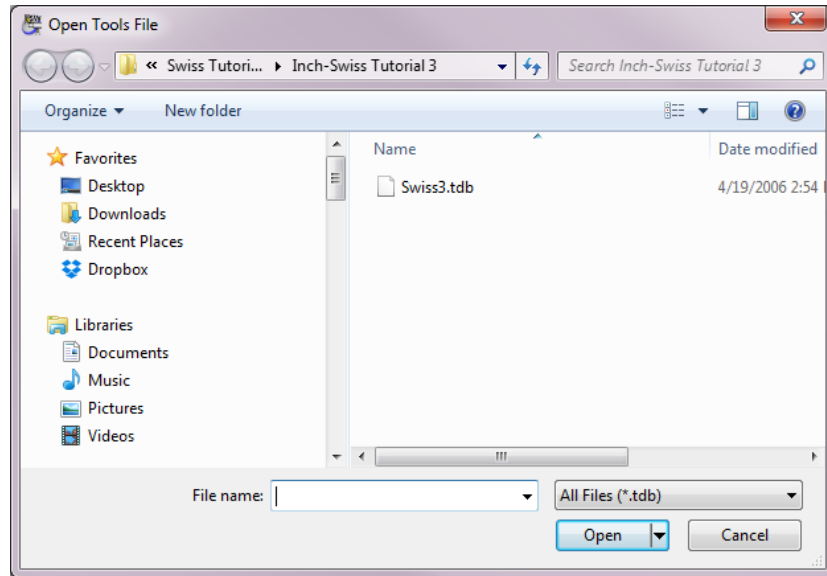 Open Tools File
« Swiss Tutori... ▸ Inch-Swiss Tutorial 3
Search Inch-Swiss Tutorial 3
Organize
New folder
Name
Date modified
Favorites
Desktop
Downloads
Recent Places
Dropbox
Libraries
Documents
Music
Pictures
Videos
Swiss3.tdb
4/19/2006 2:54
File name:
All Files (*.tdb)
Open
Cancel